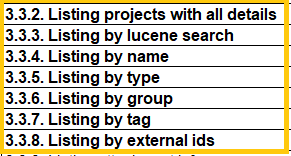 3.3.2. Listing projects with all details
3.3.3. Listing by lucene search
3.3.4. Listing by name
3.3.5. Listing by type
3.3.6. Listing by group
3.3.7. Listing by tag
3.3.8. Listing by external ids